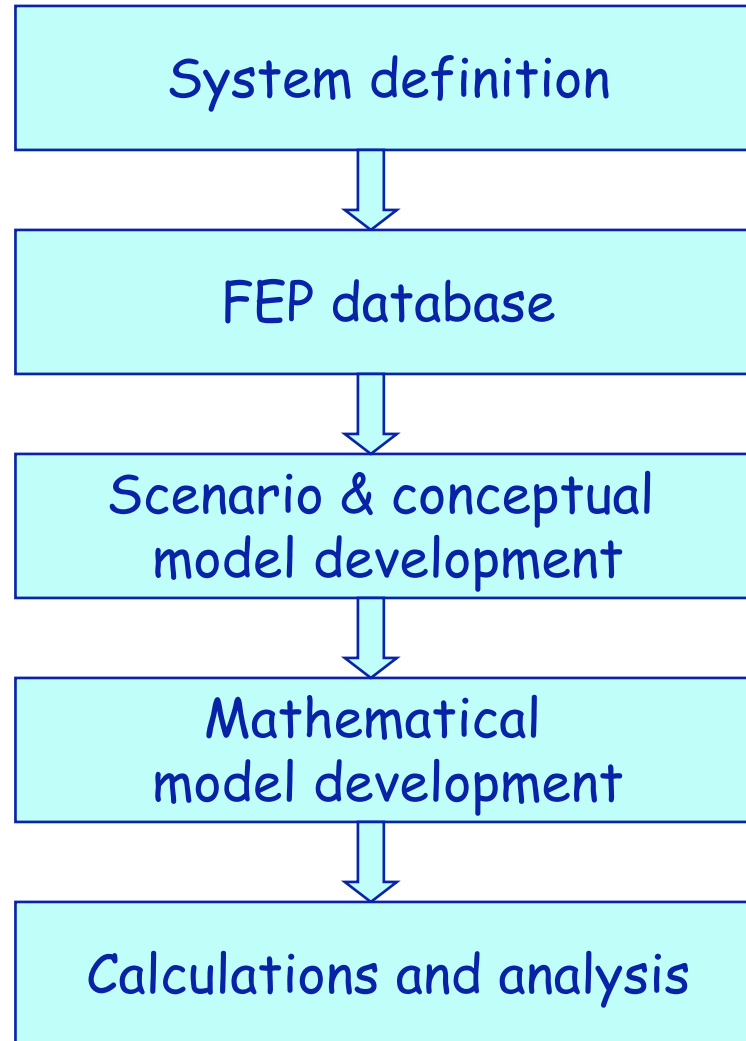 System definition
FEP database
Scenario & conceptual
model development
Mathematical
model development
Calculations and analysis